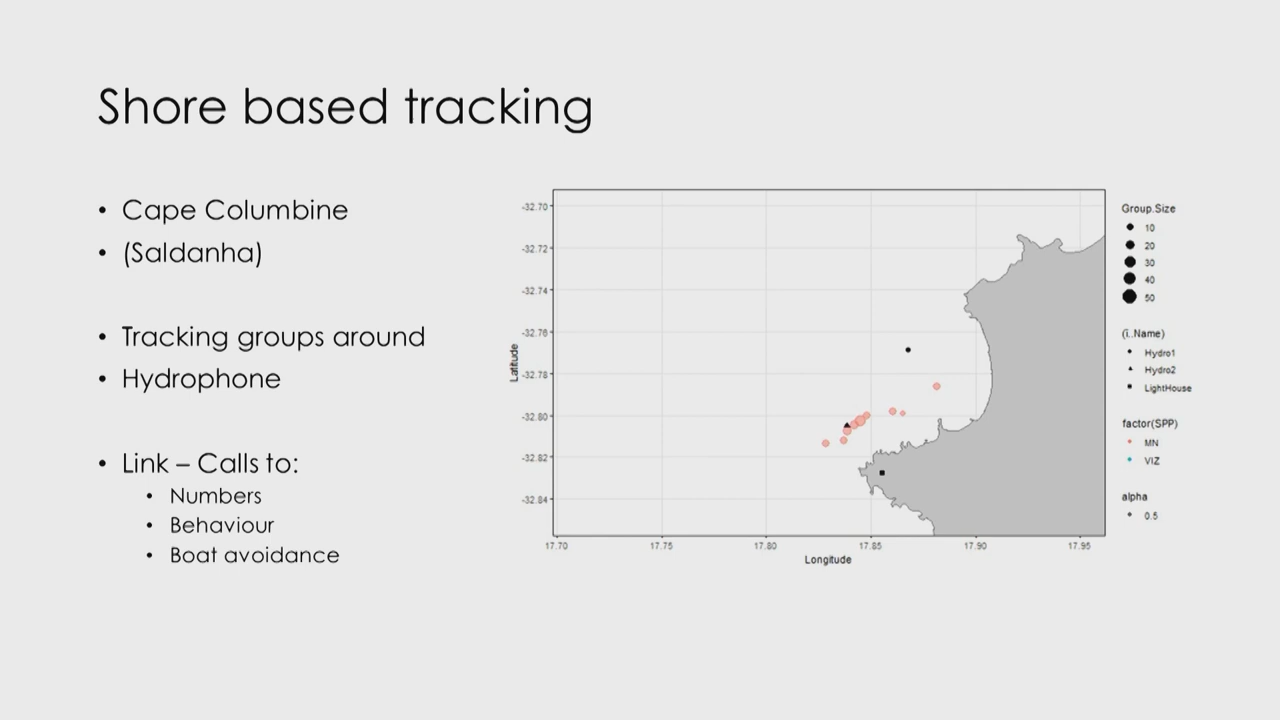 Shore based tracking
• Cape Columbine
• (Saldanha)
• Tracking groups around
• Hydrophone
• Link – Calls to:
• Numbers
• Behaviour
• Boat avoidance
-32.70
-32.72
-32.74
-32.76
-32.78
-32.80
-32.82
-32.84
Latitude
17.70
17.75
17.80
17.85
17.90
17.95
Longitude
Group.Size
10
20
30
40
50
(ï..Name)
Hydro1
Hydro2
LightHouse
factor(SPP)
MN
VIZ
alpha
0.5